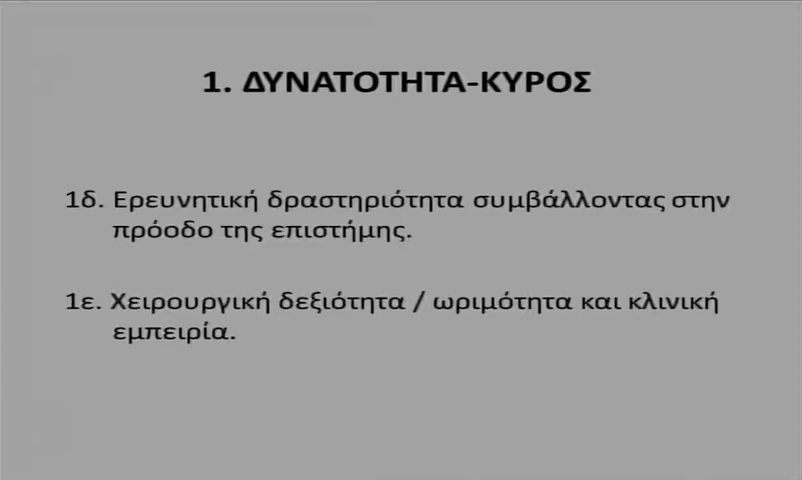 1. ΔΥΝΑΤΟΤΗΤΑ-ΚΥΡΟΣ
1δ. Ερευνητική δραστηριότητα συμβάλλοντας στην
πρόοδο της επιστήμης.
1ε. Χειρουργική δεξιότητα / ωριμότητα και κλινική
εμπειρία.